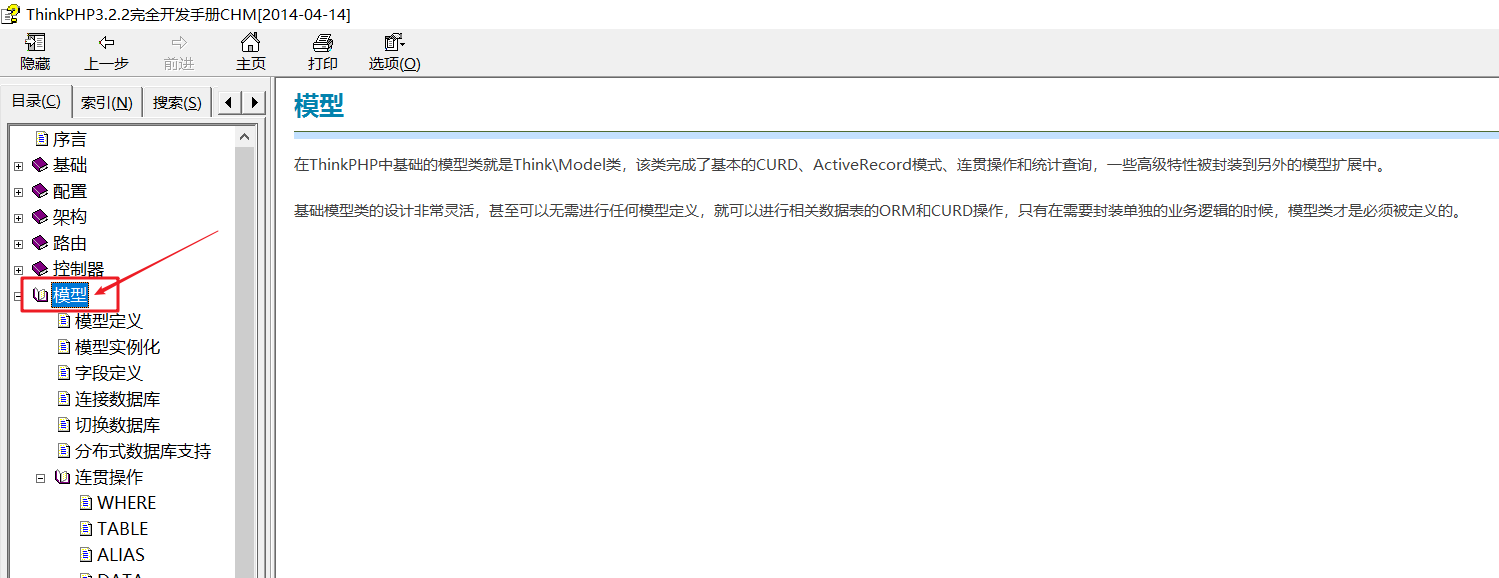 ThinkPHP3.2.2完全开发手册CHM[2014-04-14]
隐藏 上一步 前进 主页 打印 选项(O)
目录(C) 索引(N) 搜索(S)
序言
基础
配置
架构
路由
控制器
模型
模型定义
模型实例化
字段定义
连接数据库
切换数据库
分布式数据库支持
连贯操作
WHERE
TABLE
ALIAS
DATA
模型
在ThinkPHP中基础的模型类就是Think\Model类，该类完成了基本的CURD、ActiveRecord模式、连贯操作和统计查询，一些高级特性被封装到另外的模型扩展中。
基础模型类的设计非常灵活，甚至可以无需进行任何模型定义，就可以进行相关数据表的ORM和CURD操作，只有在需要封装单独的业务逻辑的时候，模型类才是必须被定义的。